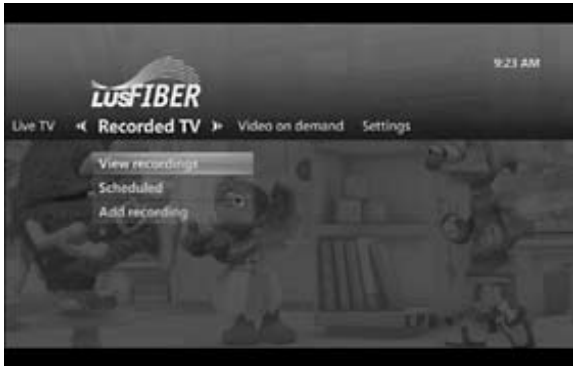 9:23 AM
LUSFIBER
Live TV Recorded TV Video on demand Settings
View recordings
Scheduled
Add recording